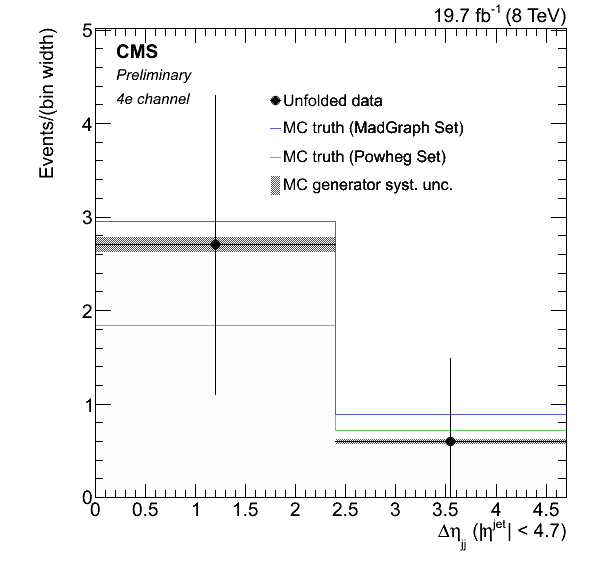 19.7 fb⁻¹ (8 TeV)
CMS
Preliminary
4e channel
Unfolded data
MC truth (MadGraph Set)
MC truth (Powheg Set)
MC generator syst. unc.
Events/(bin width)
5
4
3
2
1
0
0 0.5 1 1.5 2 2.5 3 3.5 4 4.5
Δη_jj (|η^jet| < 4.7)